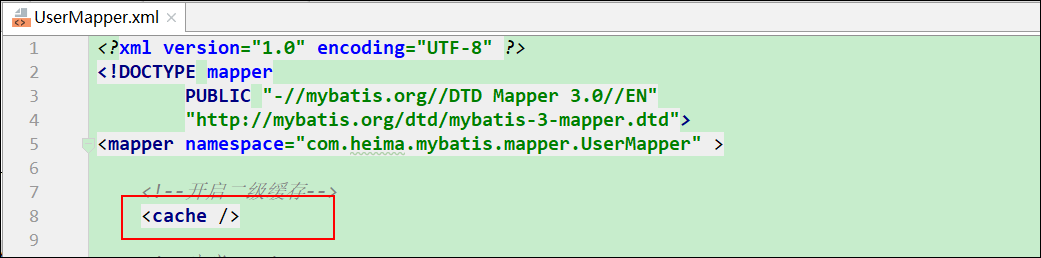 UserMapper.xml
1 <?xml version="1.0" encoding="UTF-8" ?>
2 <!DOCTYPE mapper
3 PUBLIC "-//mybatis.org//DTD Mapper 3.0//EN"
4 "http://mybatis.org/dtd/mybatis-3-mapper.dtd">
5 <mapper namespace="com.heima.mybatis.mapper.UserMapper" >
6
7 <!--开启二级缓存-->
8 <cache />
9